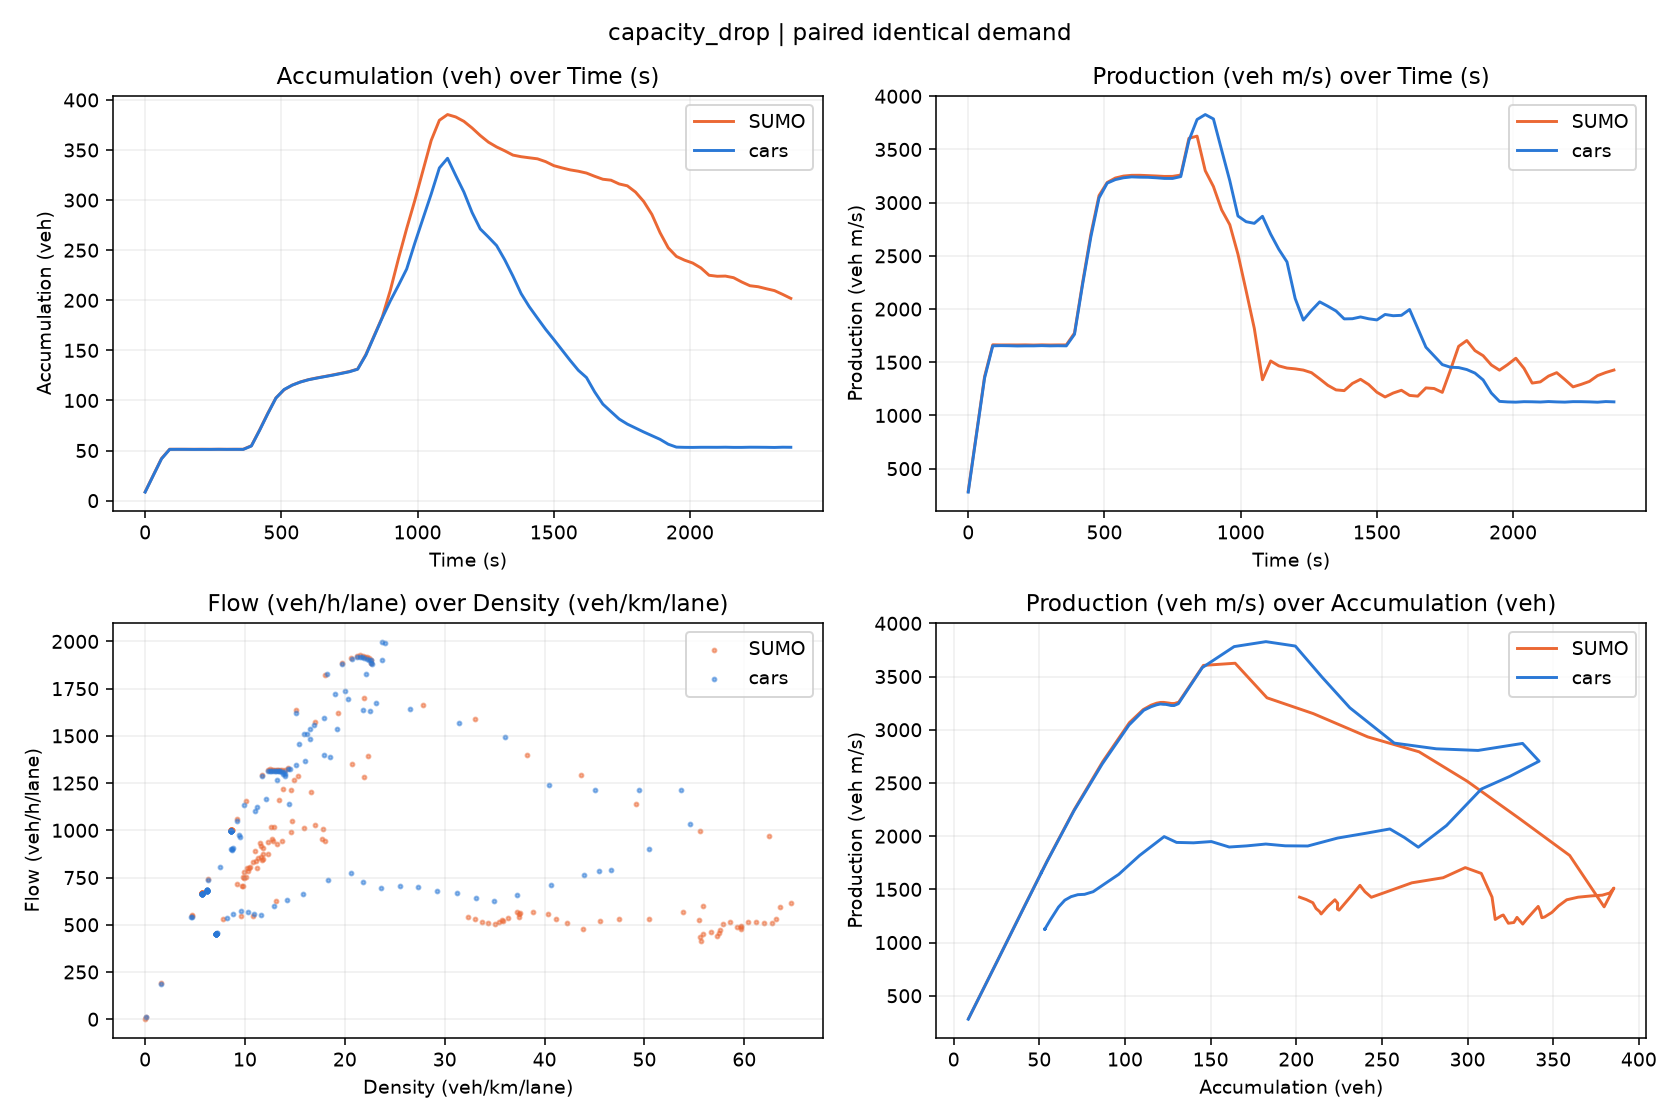 capacity_drop | paired identical demand
Accumulation (veh) over Time (s)
Accumulation (veh)
400
350
300
250
200
150
100
50
0
0 500 1000 1500 2000
Time (s)
SUMO
cars
Production (veh m/s) over Time (s)
Production (veh m/s)
4000
3500
3000
2500
2000
1500
1000
500
0 500 1000 1500 2000
Time (s)
SUMO
cars
Flow (veh/h/lane) over Density (veh/km/lane)
Flow (veh/h/lane)
2000
1750
1500
1250
1000
750
500
250
0
0 10 20 30 40 50 60
Density (veh/km/lane)
SUMO
cars
Production (veh m/s) over Accumulation (veh)
Production (veh m/s)
4000
3500
3000
2500
2000
1500
1000
500
0 50 100 150 200 250 300 350 400
Accumulation (veh)
SUMO
cars